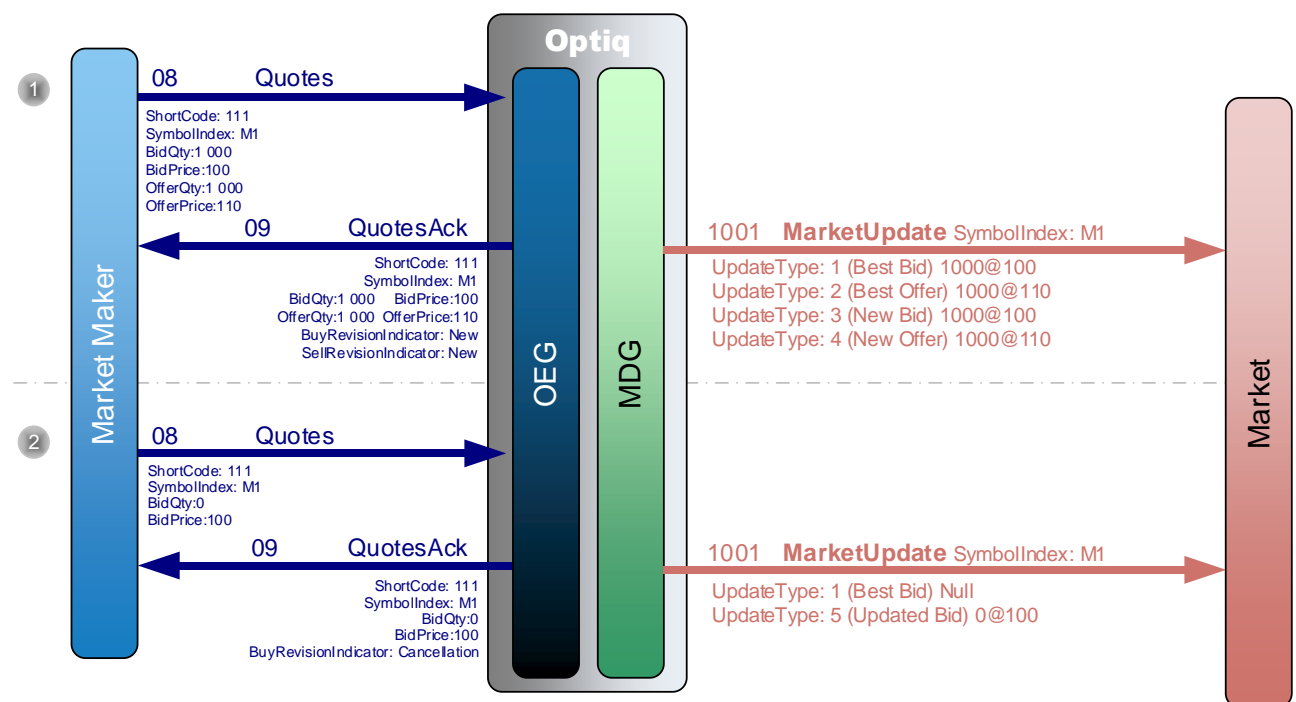 Optiq
1
08 Quotes
ShortCode: 111
SymbolIndex: M1
BidQty:1 000
BidPrice:100
OfferQty:1 000
OfferPrice:110
09 QuotesAck
ShortCode: 111
SymbolIndex: M1
BidQty:1 000 BidPrice:100
OfferQty:1 000 OfferPrice:110
BuyRevisionIndicator: New
SellRevisionIndicator: New
1001 MarketUpdate SymbolIndex: M1
UpdateType: 1 (Best Bid) 1000@100
UpdateType: 2 (Best Offer) 1000@110
UpdateType: 3 (New Bid) 1000@100
UpdateType: 4 (New Offer) 1000@110
Market Maker
OEG
MDG
Market
2
08 Quotes
ShortCode: 111
SymbolIndex: M1
BidQty:0
BidPrice:100
09 QuotesAck
ShortCode: 111
SymbolIndex: M1
BidQty:0
BidPrice:100
BuyRevisionIndicator: Cancellation
1001 MarketUpdate SymbolIndex: M1
UpdateType: 1 (Best Bid) Null
UpdateType: 5 (Updated Bid) 0@100